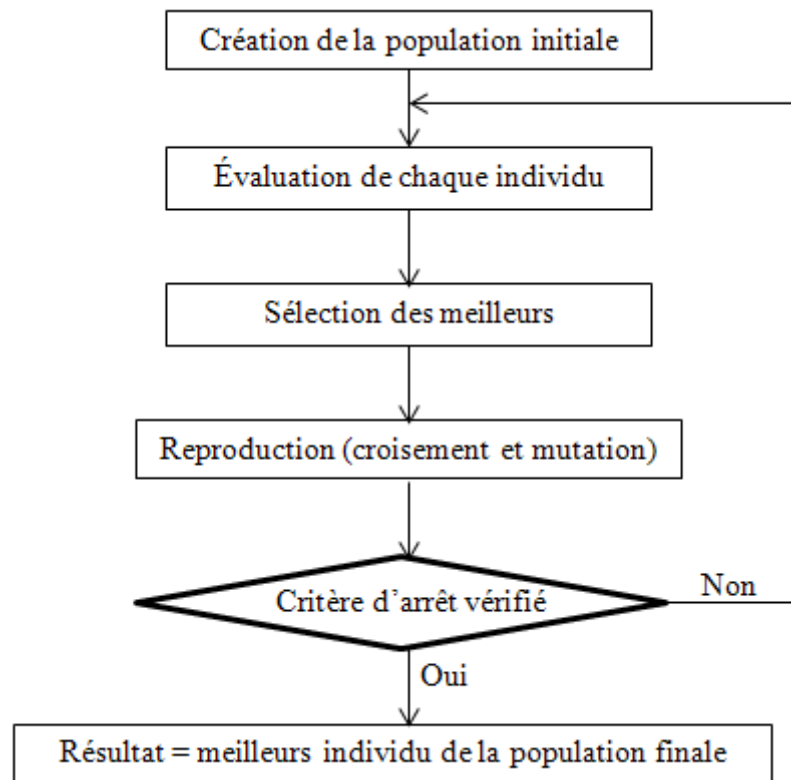 Création de la population initiale
Évaluation de chaque individu
Sélection des meilleurs
Reproduction (croisement et mutation)
Critère d'arrêt vérifié
Non
Oui
Résultat = meilleurs individu de la population finale